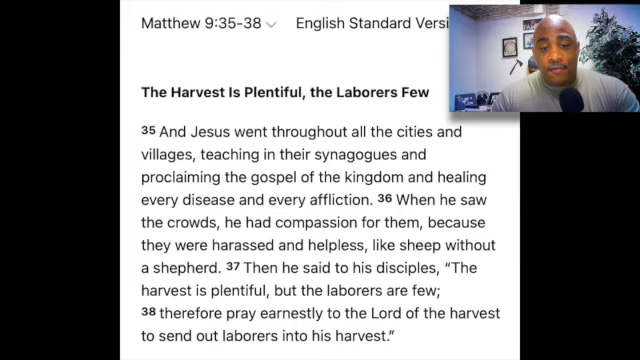 Matthew 9:35-38 English Standard Versi
The Harvest Is Plentiful, the Laborers Few
35 And Jesus went throughout all the cities and
villages, teaching in their synagogues and
proclaiming the gospel of the kingdom and healing
every disease and every affliction. 36 When he saw
the crowds, he had compassion for them, because
they were harassed and helpless, like sheep without
a shepherd. 37 Then he said to his disciples, “The
harvest is plentiful, but the laborers are few;
38 therefore pray earnestly to the Lord of the harvest
to send out laborers into his harvest.”